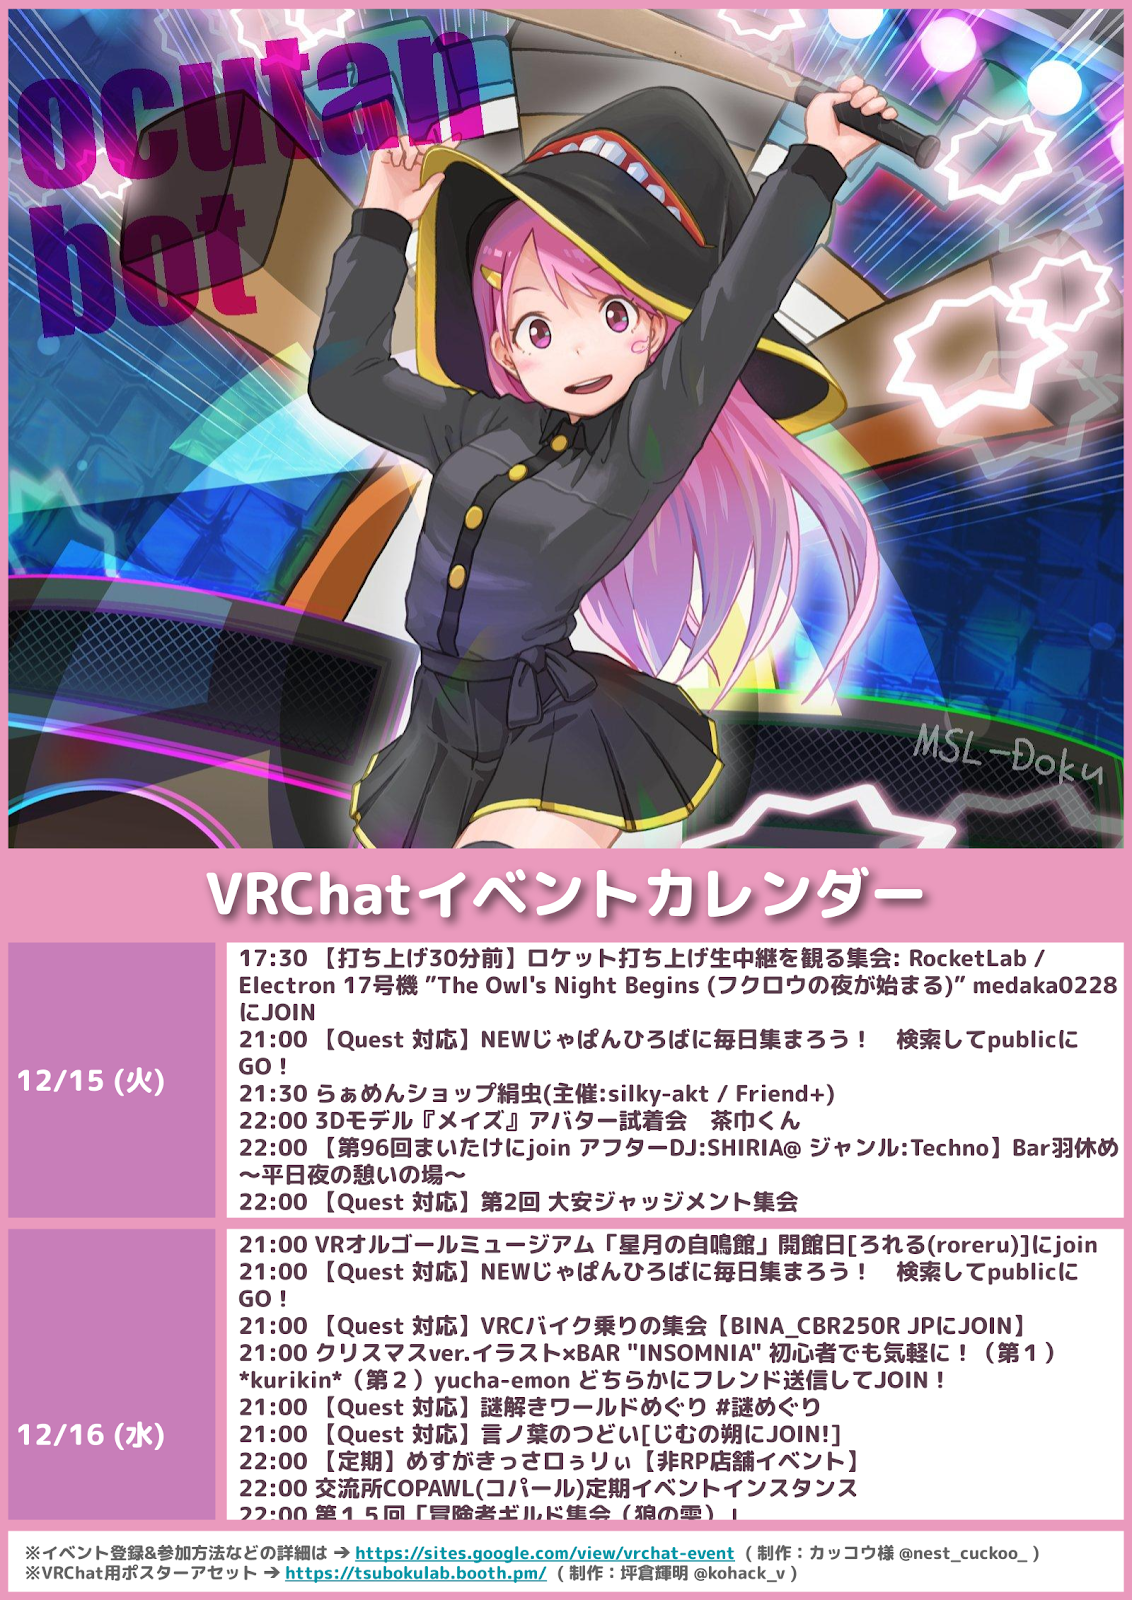 ocutan
bot
MSL-Doku
VRChatイベントカレンダー
12/15 (火)
17:30 【打ち上げ30分前】ロケット打ち上げ生中継を観る集会: RocketLab /
Electron 17号機 ”The Owl's Night Begins (フクロウの夜が始まる)” medaka0228
にJOIN
21:00 【Quest 対応】NEWじゃぱんひろばに毎日集まろう！　検索してpublicに
GO！
21:30 らぁめんショップ絹虫(主催:silky-akt / Friend+)
22:00 3Dモデル『メイズ』アバター試着会　茶巾くん
22:00 【第96回まいたけにjoin アフターDJ:SHIRIA@ ジャンル:Techno】Bar羽休め
～平日夜の憩いの場～
22:00 【Quest 対応】第2回 大安ジャッジメント集会
12/16 (水)
21:00 VRオルゴールミュージアム「星月の自鳴館」開館日[ろれる(roreru)]にjoin
21:00 【Quest 対応】NEWじゃぱんひろばに毎日集まろう！　検索してpublicに
GO！
21:00 【Quest 対応】VRCバイク乗りの集会【BINA_CBR250R JPにJOIN】
21:00 クリスマスver.イラスト×BAR "INSOMNIA" 初心者でも気軽に！（第１）
*kurikin*（第２）yucha-emon どちらかにフレンド送信してJOIN！
21:00 【Quest 対応】謎解きワールドめぐり #謎めぐり
21:00 【Quest 対応】言ノ葉のつどい[じむの朔にJOIN!]
22:00 【定期】めすがきっさロぅリぃ【非RP店舗イベント】
22:00 交流所COPAWL(コパール)定期イベントインスタンス
22:00 第１５回「冒険者ギルド集会（狼の雫）」
※イベント登録&参加方法などの詳細は ➔ https://sites.google.com/view/vrchat-event （ 制作：カッコウ様 @nest_cuckoo_ ）
※VRChat用ポスターアセット ➔ https://tsubokulab.booth.pm/ （ 制作：坪倉輝明 @kohack_v ）